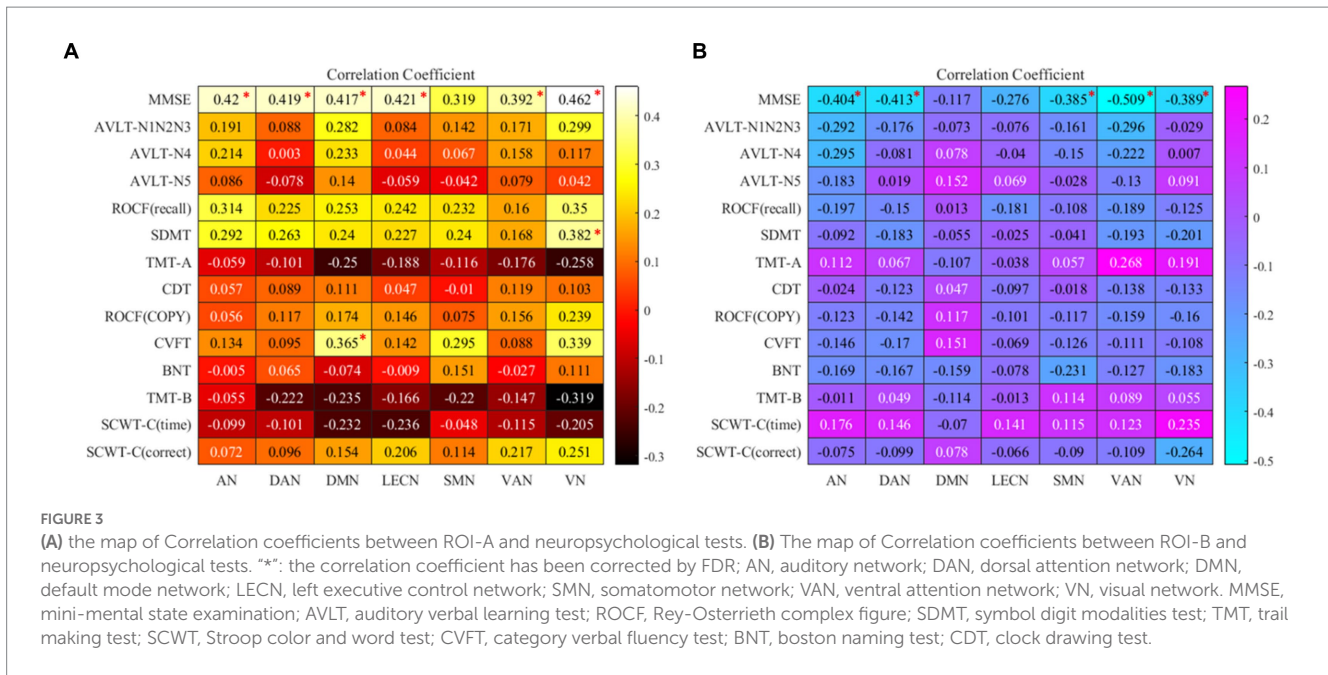 A
Correlation Coefficient
MMSE 0.42 * 0.419 * 0.417 * 0.421 * 0.319 0.392 * 0.462 *
AVLT-N1N2N3 0.191 0.088 0.282 0.084 0.142 0.171 0.299
AVLT-N4 0.214 0.003 0.233 0.044 0.067 0.158 0.117
AVLT-N5 0.086 -0.078 0.14 -0.059 -0.042 0.079 0.042
ROCF(recall) 0.314 0.225 0.253 0.242 0.232 0.16 0.35
SDMT 0.292 0.263 0.24 0.227 0.24 0.168 0.382 *
TMT-A -0.059 -0.101 -0.25 -0.188 -0.116 -0.176 -0.258
CDT 0.057 0.089 0.111 0.047 -0.01 0.119 0.103
ROCF(COPY) 0.056 0.117 0.174 0.146 0.075 0.156 0.239
CVFT 0.134 0.095 0.365 * 0.142 0.295 0.088 0.339
BNT -0.005 0.065 -0.074 -0.009 0.151 -0.027 0.111
TMT-B -0.055 -0.222 -0.235 -0.166 -0.22 -0.147 -0.319
SCWT-C(time) -0.099 -0.101 -0.232 -0.236 -0.048 -0.115 -0.205
SCWT-C(correct) 0.072 0.096 0.154 0.206 0.114 0.217 0.251
AN DAN DMN LECN SMN VAN VN
0.4
0.3
0.2
0.1
0
-0.1
-0.2
-0.3
B
Correlation Coefficient
MMSE -0.404 * -0.413 * -0.117 -0.276 -0.385 * -0.509 * -0.389 *
AVLT-N1N2N3 -0.292 -0.176 -0.073 -0.076 -0.161 -0.296 -0.029
AVLT-N4 -0.295 -0.081 0.078 -0.04 -0.15 -0.222 0.007
AVLT-N5 -0.183 0.019 0.152 0.069 -0.028 -0.13 0.091
ROCF(recall) -0.197 -0.15 0.013 -0.181 -0.108 -0.189 -0.125
SDMT -0.092 -0.183 -0.055 -0.025 -0.041 -0.193 -0.201
TMT-A 0.112 0.067 -0.107 -0.038 0.057 0.268 0.191
CDT -0.024 -0.123 0.047 -0.097 -0.018 -0.138 -0.133
ROCF(COPY) -0.123 -0.142 0.117 -0.101 -0.117 -0.159 -0.16
CVFT -0.146 -0.17 0.151 -0.069 -0.126 -0.111 -0.108
BNT -0.169 -0.167 -0.159 -0.078 -0.231 -0.127 -0.183
TMT-B -0.011 0.049 -0.114 -0.013 0.114 0.089 0.055
SCWT-C(time) 0.176 0.146 -0.07 0.141 0.115 0.123 0.235
SCWT-C(correct) -0.075 -0.099 0.078 -0.066 -0.09 -0.109 -0.264
AN DAN DMN LECN SMN VAN VN
0.2
0.1
0
-0.1
-0.2
-0.3
-0.4
-0.5
FIGURE 3
(A) the map of Correlation coefficients between ROI-A and neuropsychological tests. (B) The map of Correlation coefficients between ROI-B and
neuropsychological tests. "*": the correlation coefficient has been corrected by FDR; AN, auditory network; DAN, dorsal attention network; DMN,
default mode network; LECN, left executive control network; SMN, somatomotor network; VAN, ventral attention network; VN, visual network. MMSE,
mini-mental state examination; AVLT, auditory verbal learning test; ROCF, Rey-Osterrieth complex figure; SDMT, symbol digit modalities test; TMT, trail
making test; SCWT, Stroop color and word test; CVFT, category verbal fluency test; BNT, boston naming test; CDT, clock drawing test.